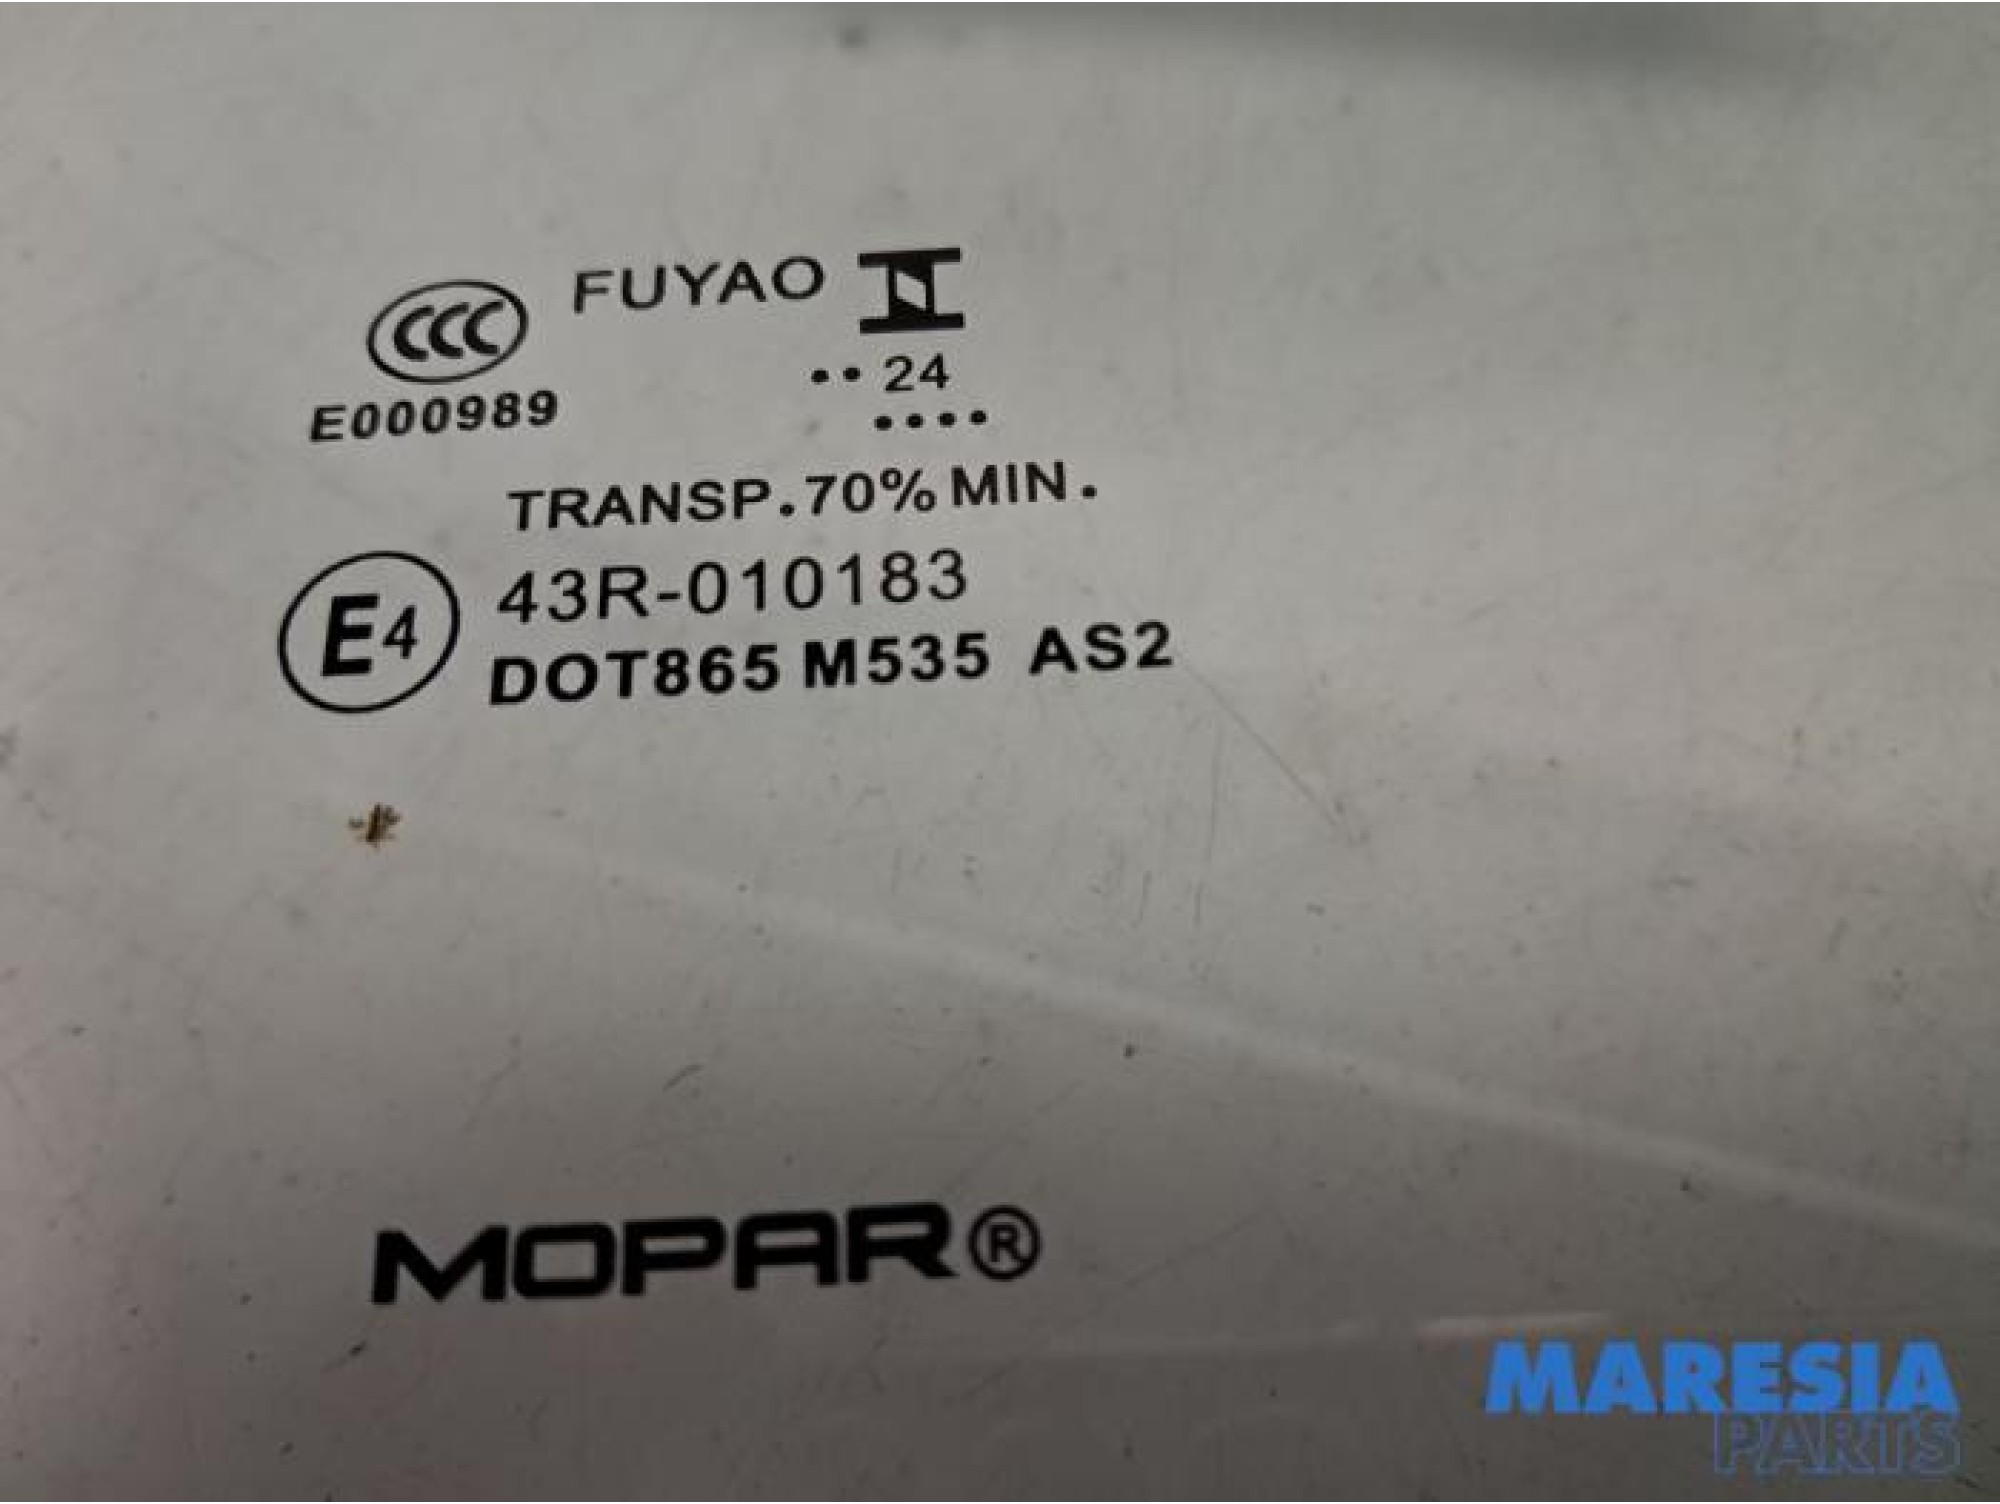 CCC
FUYAO
E000989
•• 24
••••
TRANSP.70% MIN.
E4
43R-010183
DOT865 M535 AS2
MOPAR®
MARESIA
PARTS